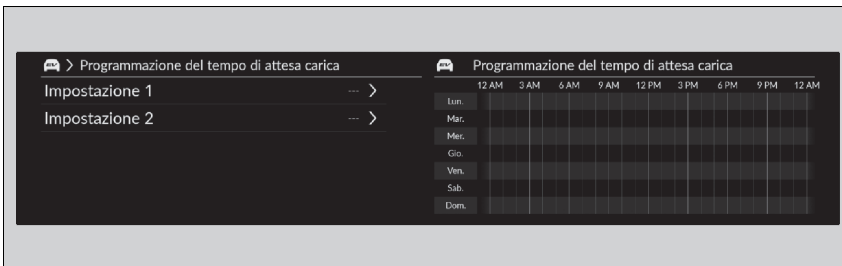 EV > Programmazione del tempo di attesa carica
Impostazione 1 --- >
Impostazione 2 --- >
EV Programmazione del tempo di attesa carica
12 AM 3 AM 6 AM 9 AM 12 PM 3 PM 6 PM 9 PM 12 AM
Lun.
Mar.
Mer.
Gio.
Ven.
Sab.
Dom.